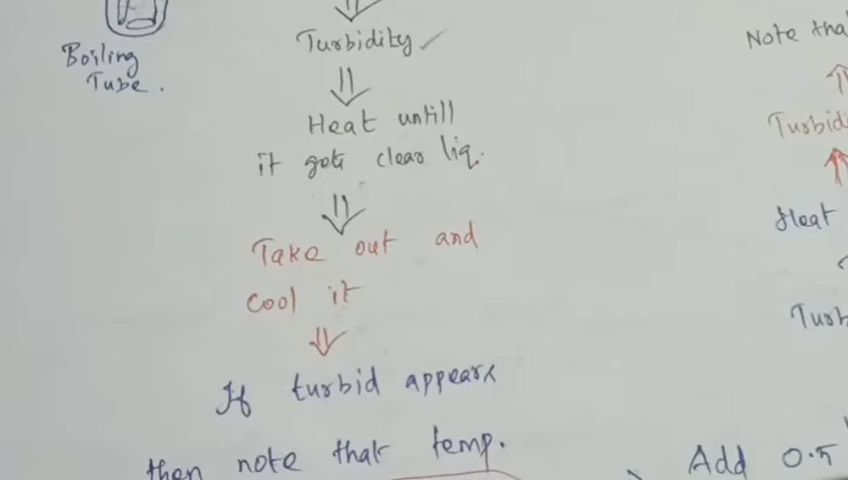 Boiling
Tube.
Turbidity
Heat untill
it gets clear liq.
Take out and
cool it
If turbid appears
then note that temp.
Note tha
Turbid
Heat
Turb
Add 0.5